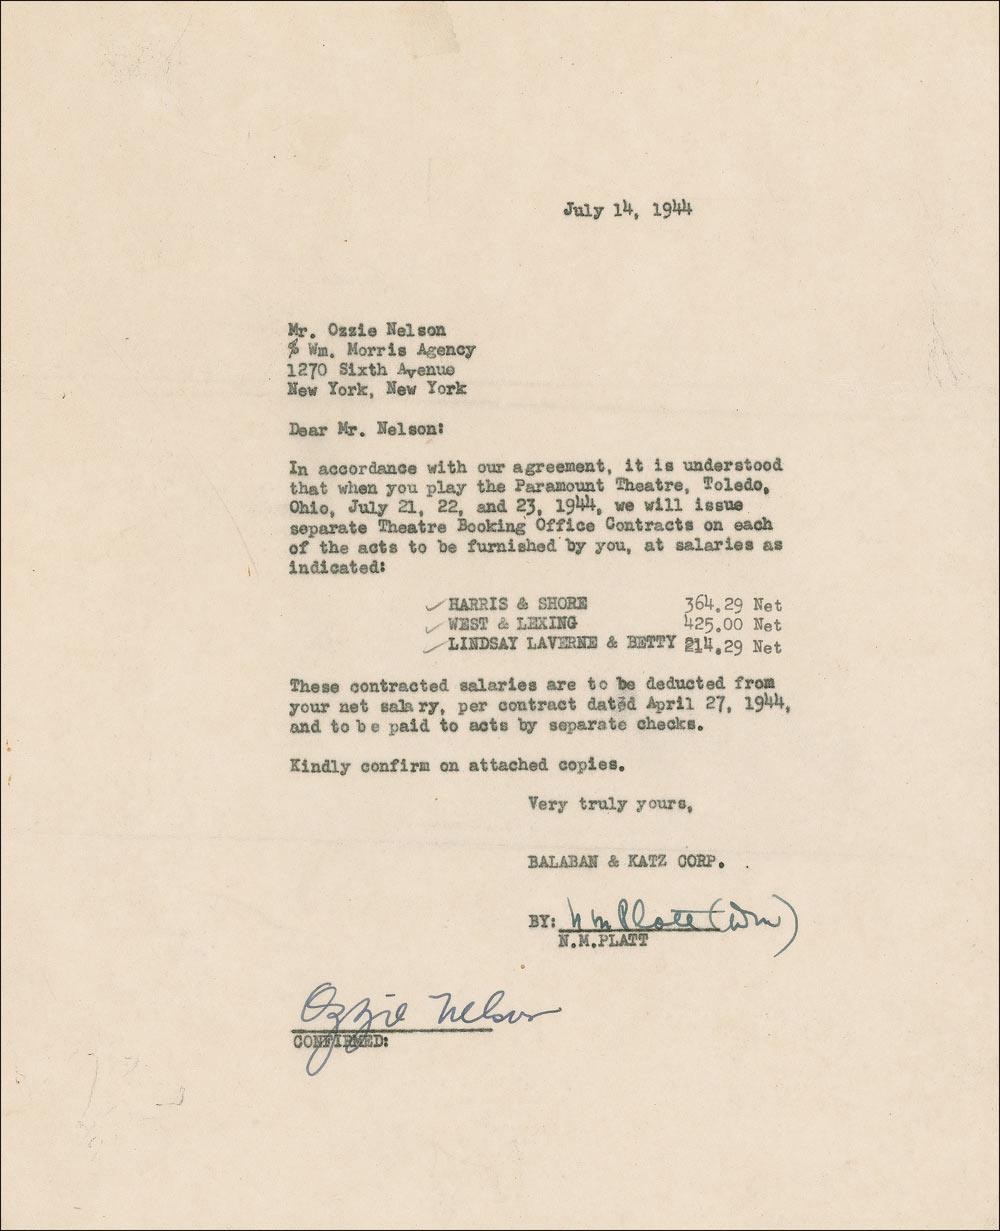 July 14, 1944
Mr. Ozzie Nelson
% Wm. Morris Agency
1270 Sixth Avenue
New York, New York
Dear Mr. Nelson:
In accordance with our agreement, it is understood
that when you play the Paramount Theatre, Toledo,
Ohio, July 21, 22, and 23, 1944, we will issue
separate Theatre Booking Office Contracts on each
of the acts to be furnished by you, at salaries as
indicated:
✓HARRIS & SHORE 364.29 Net
✓WEST & LEXING 425.00 Net
✓LINDSAY LAVERNE & BETTY 214.29 Net
These contracted salaries are to be deducted from
your net salary, per contract dated April 27, 1944,
and to be paid to acts by separate checks.
Kindly confirm on attached copies.
Very truly yours,
BALABAN & KATZ CORP.
BY: N M Platt (Wm)
N.M.PLATT
Ozzie Nelson
CONFIRMED: